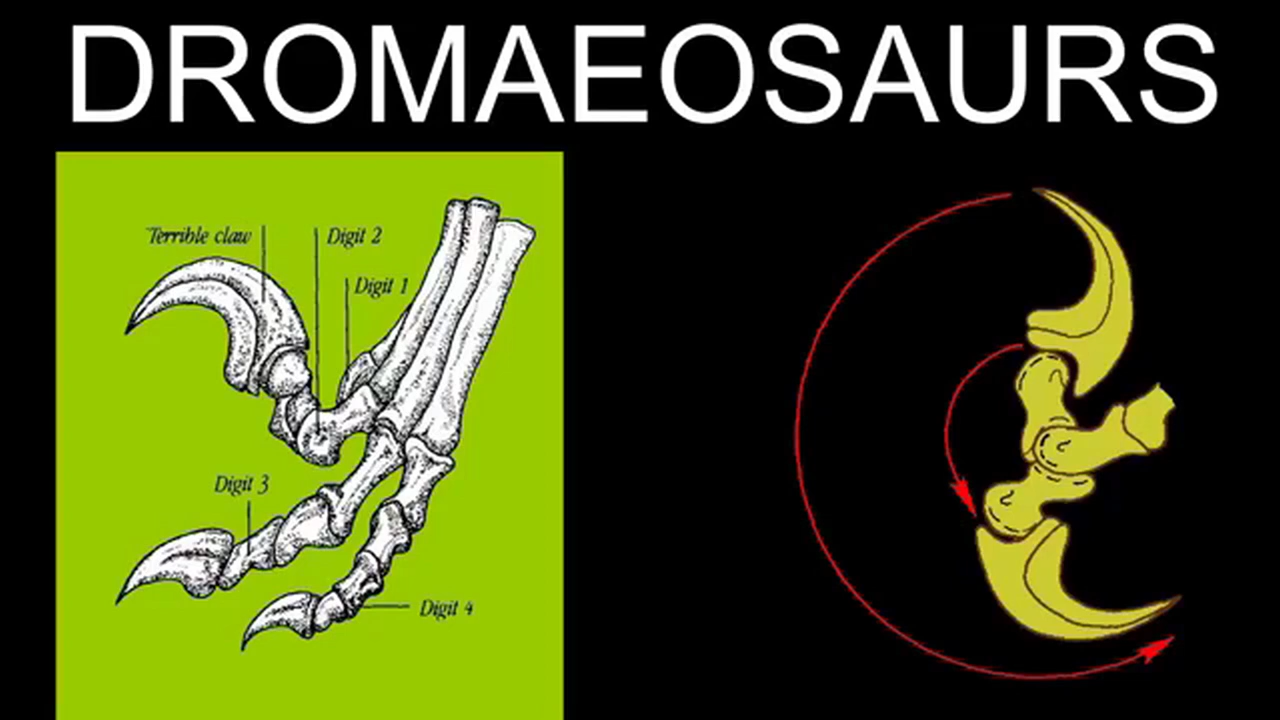 DROMAEOSAURS
Terrible claw
Digit 2
Digit 1
Digit 3
Digit 4